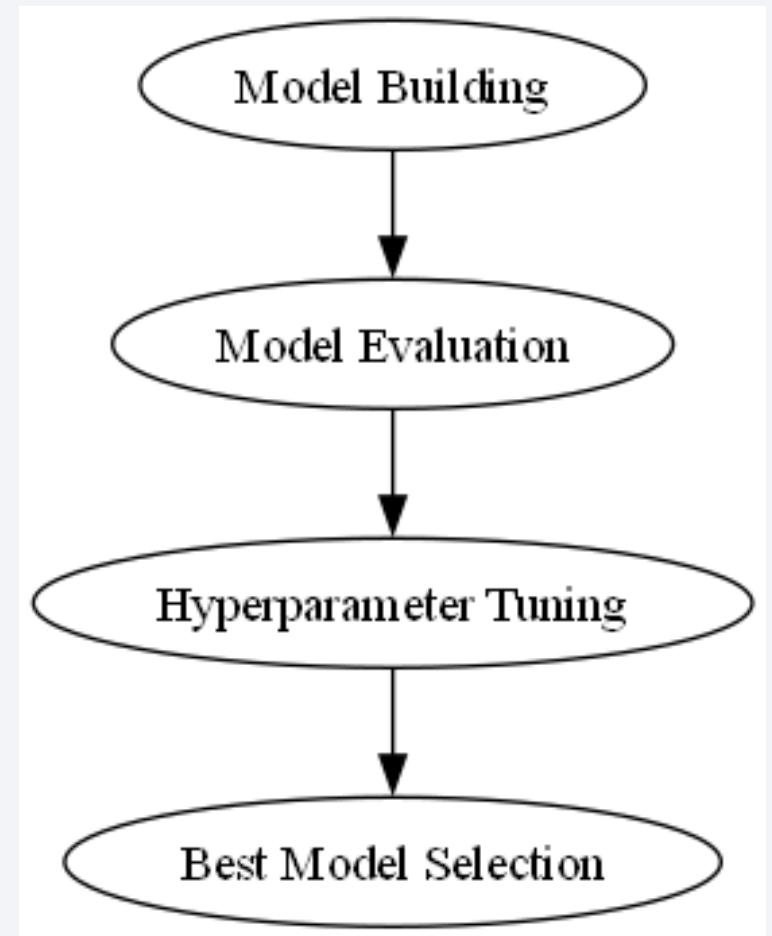 Model Building
Model Evaluation
Hyperparameter Tuning
Best Model Selection